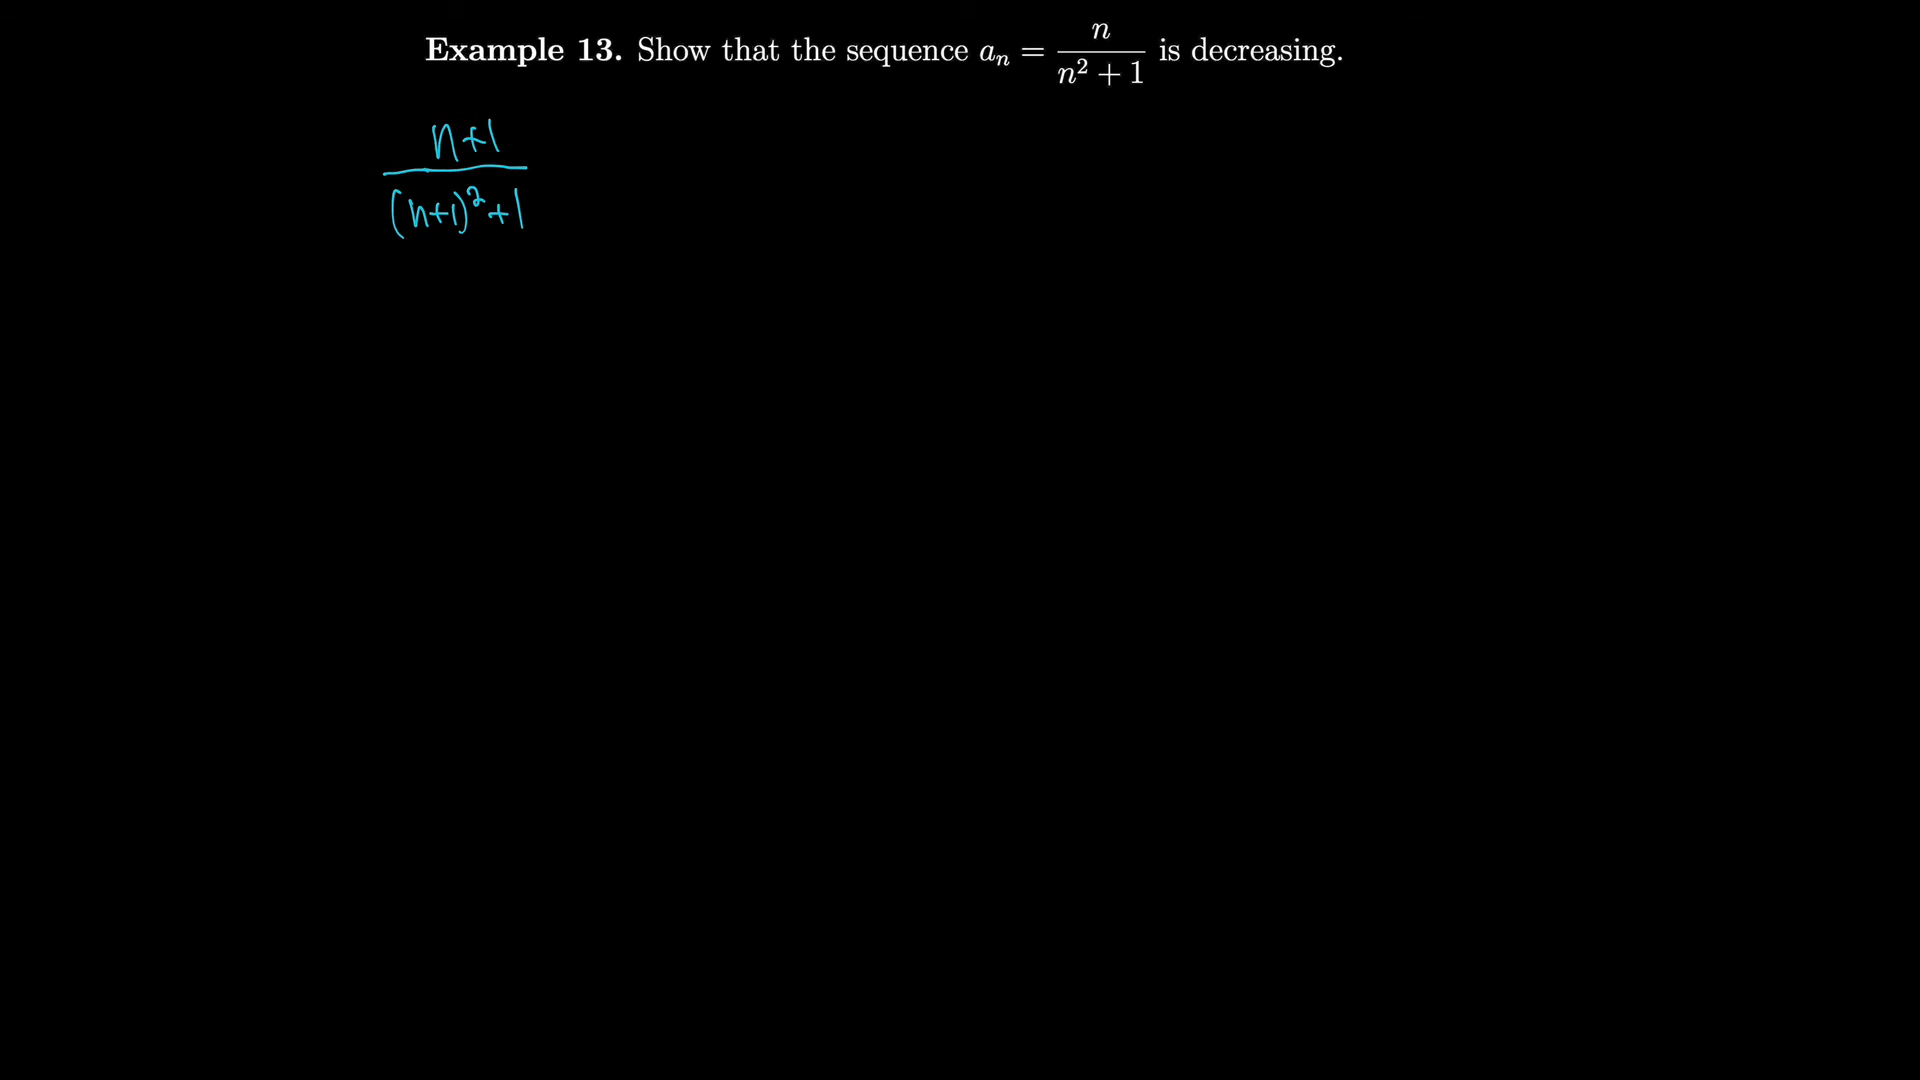 Example 13. Show that the sequence aₙ = n/(n² + 1) is decreasing.
n+1
(n+1)²+1